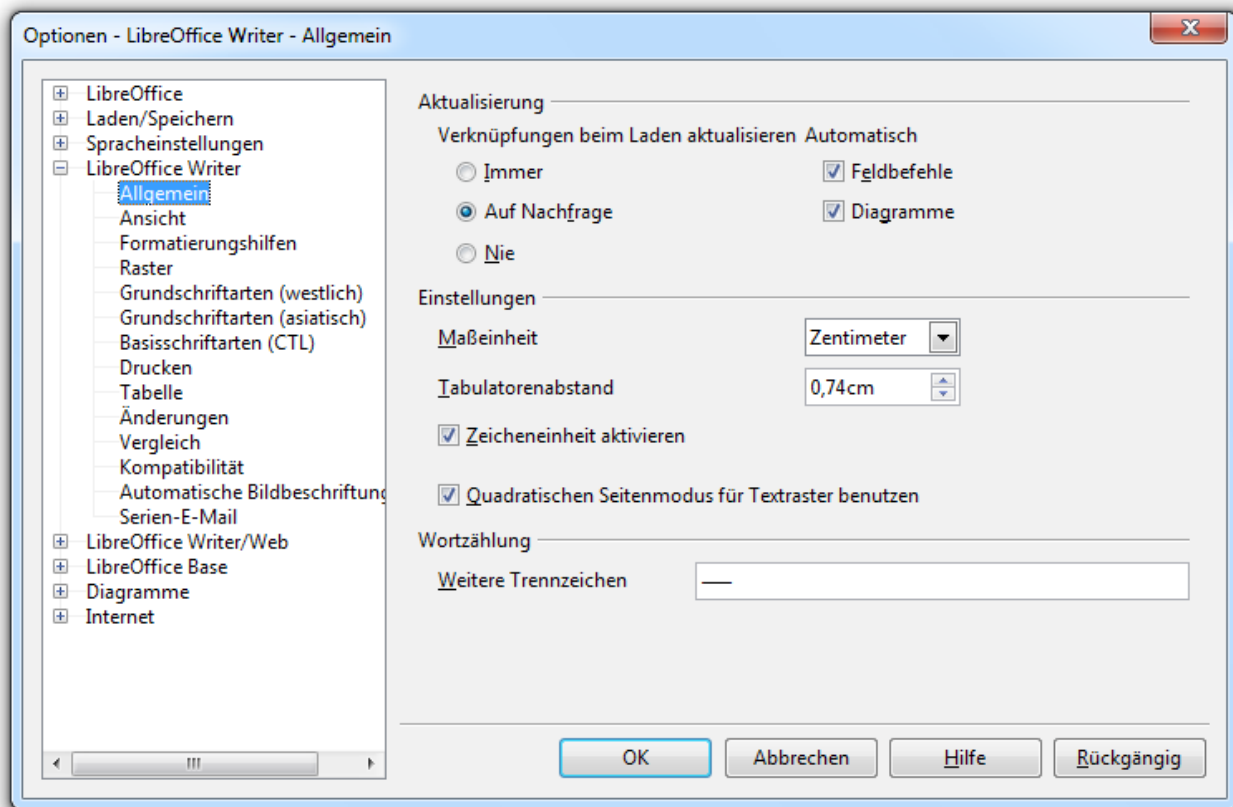 Optionen - LibreOffice Writer - Allgemein
LibreOffice
Laden/Speichern
Spracheinstellungen
LibreOffice Writer
Allgemein
Ansicht
Formatierungshilfen
Raster
Grundschriftarten (westlich)
Grundschriftarten (asiatisch)
Basisschriftarten (CTL)
Drucken
Tabelle
Änderungen
Vergleich
Kompatibilität
Automatische Bildbeschriftung
Serien-E-Mail
LibreOffice Writer/Web
LibreOffice Base
Diagramme
Internet
Aktualisierung
Verknüpfungen beim Laden aktualisieren Automatisch
Immer Feldbefehle
Auf Nachfrage Diagramme
Nie
Einstellungen
Maßeinheit Zentimeter
Tabulatorenabstand 0,74cm
Zeicheneinheit aktivieren
Quadratischen Seitenmodus für Textraster benutzen
Wortzählung
Weitere Trennzeichen —–
OK Abbrechen Hilfe Rückgängig